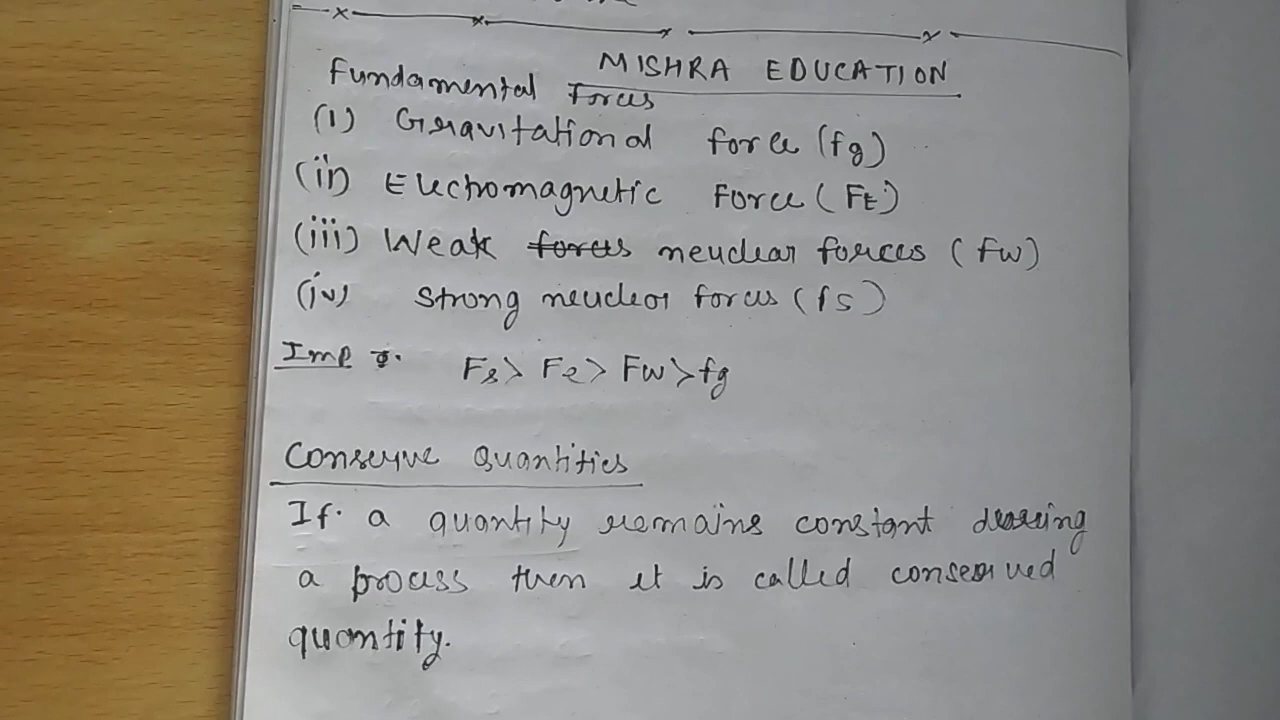 MISHRA EDUCATION
Fundamental Forces
(i) Gravitational force (fg)
(ii) Electromagnetic Force (FE)
(iii) Weak forces neuclear forces (Fw)
(iv) Strong neuclear forces (fs)
Imp Fs > Fe > Fw > fg
Conserve Quantities
If a quantity remains constant during
a process then it is called conserved
quantity.